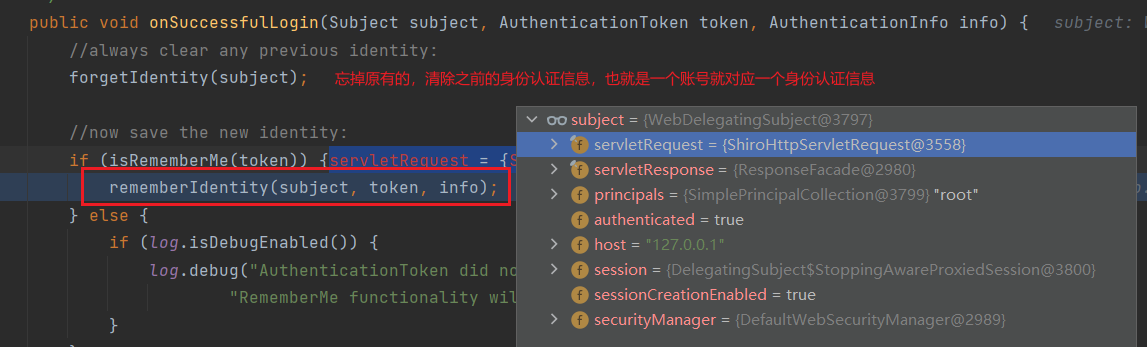 public void onSuccessfulLogin(Subject subject, AuthenticationToken token, AuthenticationInfo info) { subject:
//always clear any previous identity:
forgetIdentity(subject); 忘掉原有的，清除之前的身份认证信息，也就是一个账号就对应一个身份认证信息
//now save the new identity:
if (isRememberMe(token)) {servletRequest = {
rememberIdentity(subject, token, info);
} else {
if (log.isDebugEnabled()) {
log.debug("AuthenticationToken did no
"RememberMe functionality wil
}
subject = {WebDelegatingSubject@3797}
servletRequest = {ShiroHttpServletRequest@3558}
servletResponse = {ResponseFacade@2980}
principals = {SimplePrincipalCollection@3799} "root"
authenticated = true
host = "127.0.0.1"
session = {DelegatingSubject$StoppingAwareProxiedSession@3800}
sessionCreationEnabled = true
securityManager = {DefaultWebSecurityManager@2989}